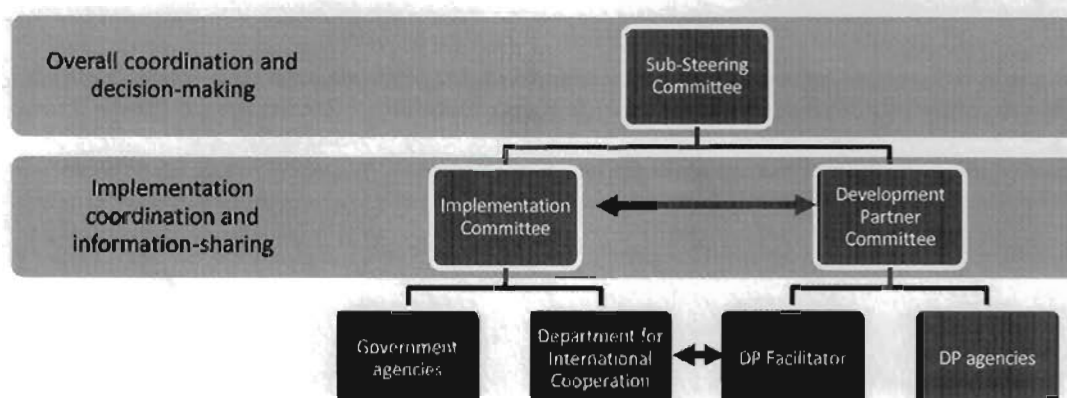 Overall coordination and
decision-making
Sub-Steering
Committee
Implementation
coordination and
information-sharing
Implementation
Committee
Development
Partner
Committee
Government
agencies
Department for
International
Cooperation
DP Facilitator
DP agencies